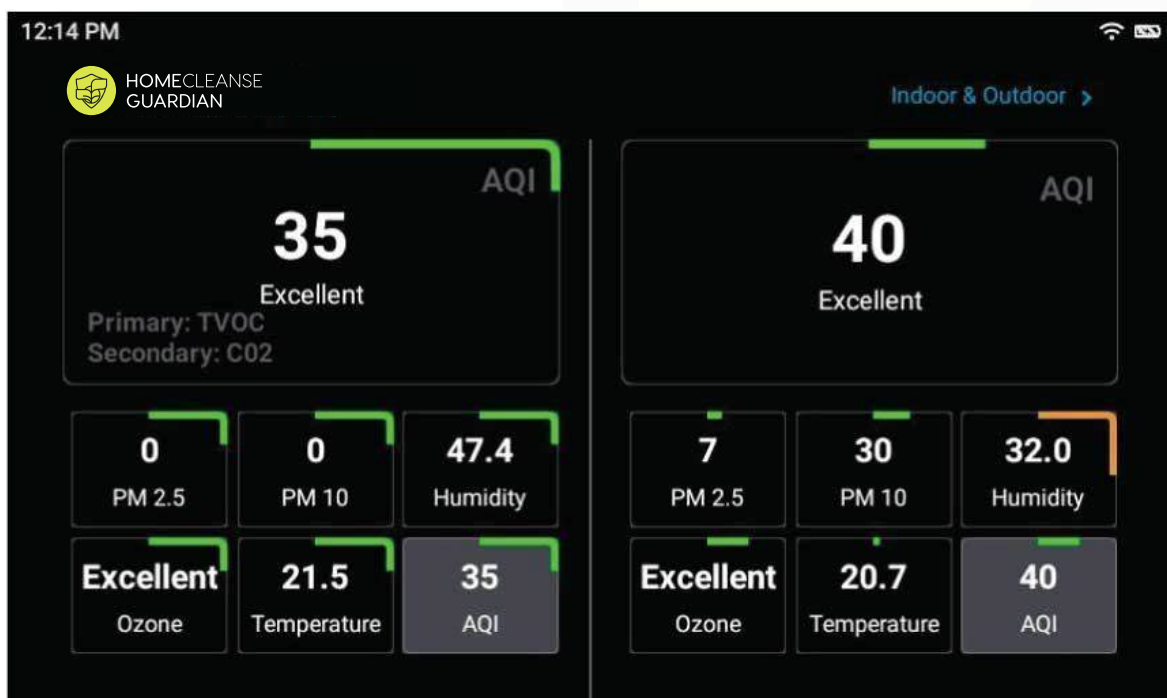 12:14 PM
HOMECLEANSE
GUARDIAN
Indoor & Outdoor >
AQI
35
Excellent
Primary: TVOC
Secondary: C02
AQI
40
Excellent
0
PM 2.5
0
PM 10
47.4
Humidity
Excellent
Ozone
21.5
Temperature
35
AQI
7
PM 2.5
30
PM 10
32.0
Humidity
Excellent
Ozone
20.7
Temperature
40
AQI